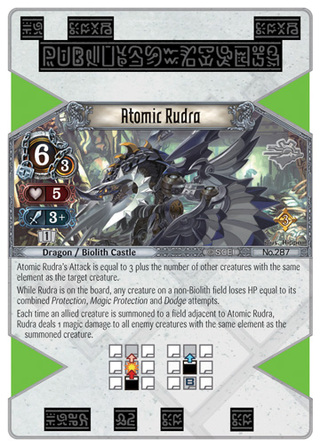 Atomic Rudra
6
3
5
3+
Dragon / Biolith Castle
SCEI
No.287
Atomic Rudra's Attack is equal to 3 plus the number of other creatures with the same
element as the target creature.
While Rudra is on the board, any creature on a non-Biolith field loses HP equal to its
combined Protection, Magic Protection and Dodge attempts.
Each time an allied creature is summoned to a field adjacent to Atomic Rudra,
Rudra deals 1 magic damage to all enemy creatures with the same element as the
summoned creature.